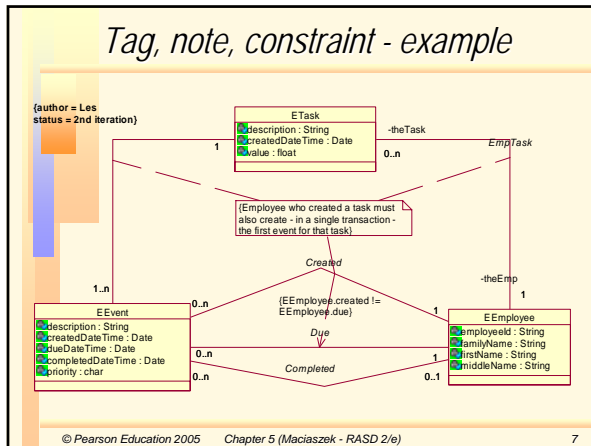 Tag, note, constraint - example
{author = Les
status = 2nd iteration}
ETask
description : String
createdDateTime : Date
value : float
1
-theTask
0..n
EmpTask
{Employee who created a task must
also create - in a single transaction -
the first event for that task}
Created
1..n
0..n
{EEmployee.created !=
EEmployee.due}
-theEmp
1
1
EEvent
description : String
createdDateTime : Date
dueDateTime : Date
completedDateTime : Date
priority : char
Due
0..n
1
Completed
0..n
0..1
EEmployee
employeeId : String
familyName : String
firstName : String
middleName : String
© Pearson Education 2005 Chapter 5 (Maciaszek - RASD 2/e) 7